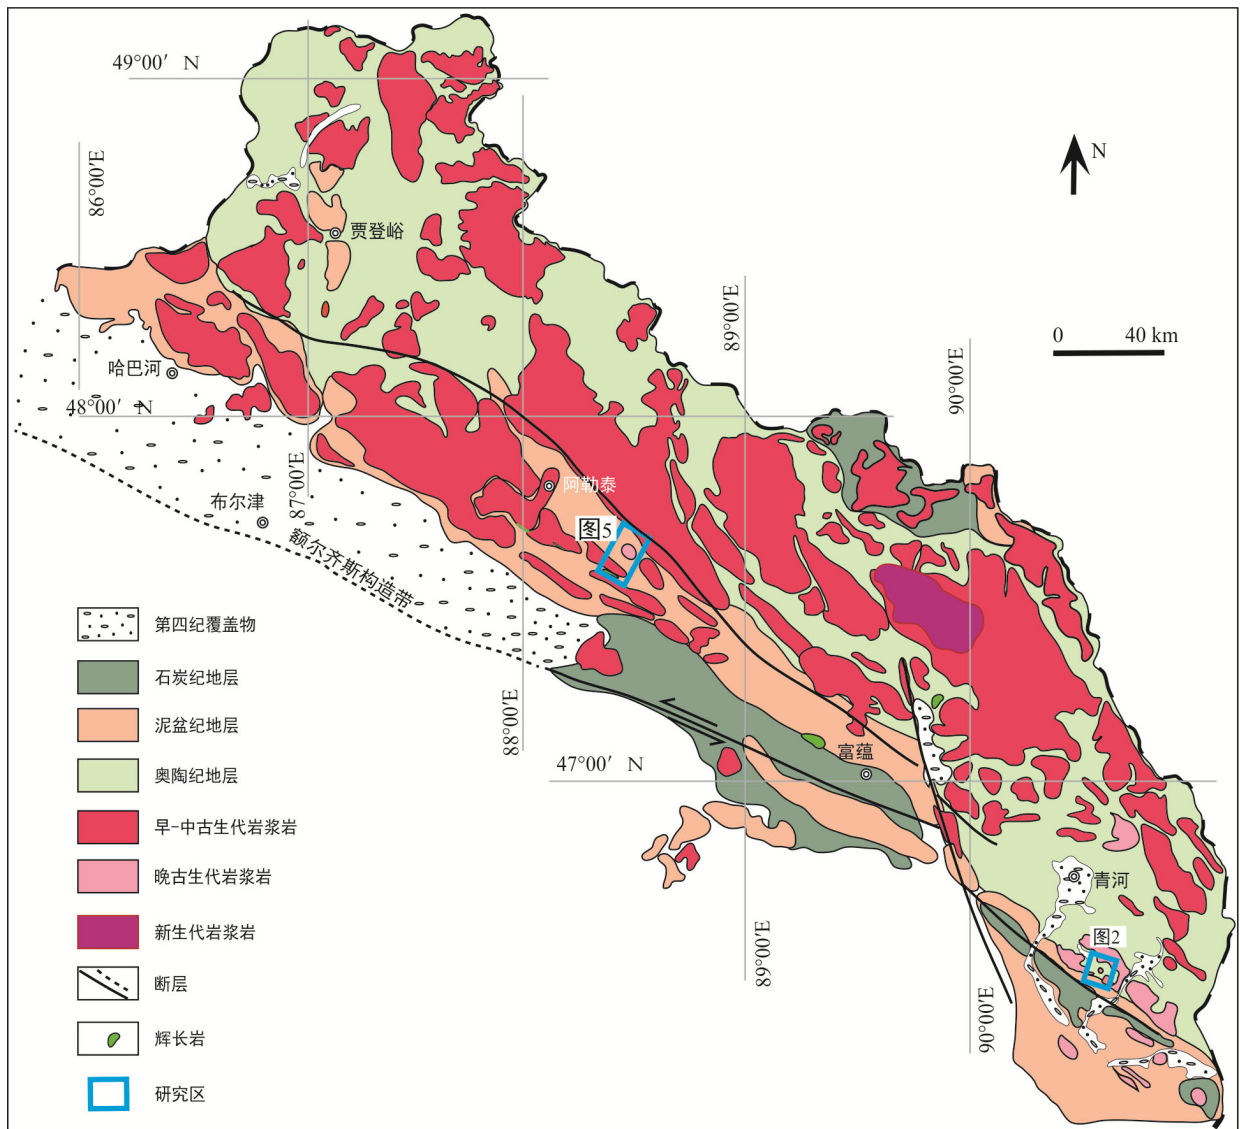 49°00′ N
N
86°00′E
贾登峪
89°00′E
0 40 km
90°00′E
哈巴河
48°00′ N
87°00′E
阿勒泰
布尔津
图5
额尔齐斯构造带
第四纪覆盖物
石炭纪地层
88°00′E
泥盆纪地层
富蕴
47°00′ N
奥陶纪地层
早-中古生代岩浆岩
晚古生代岩浆岩
青河
新生代岩浆岩
图2
89°00′E
断层
90°00′E
辉长岩
研究区